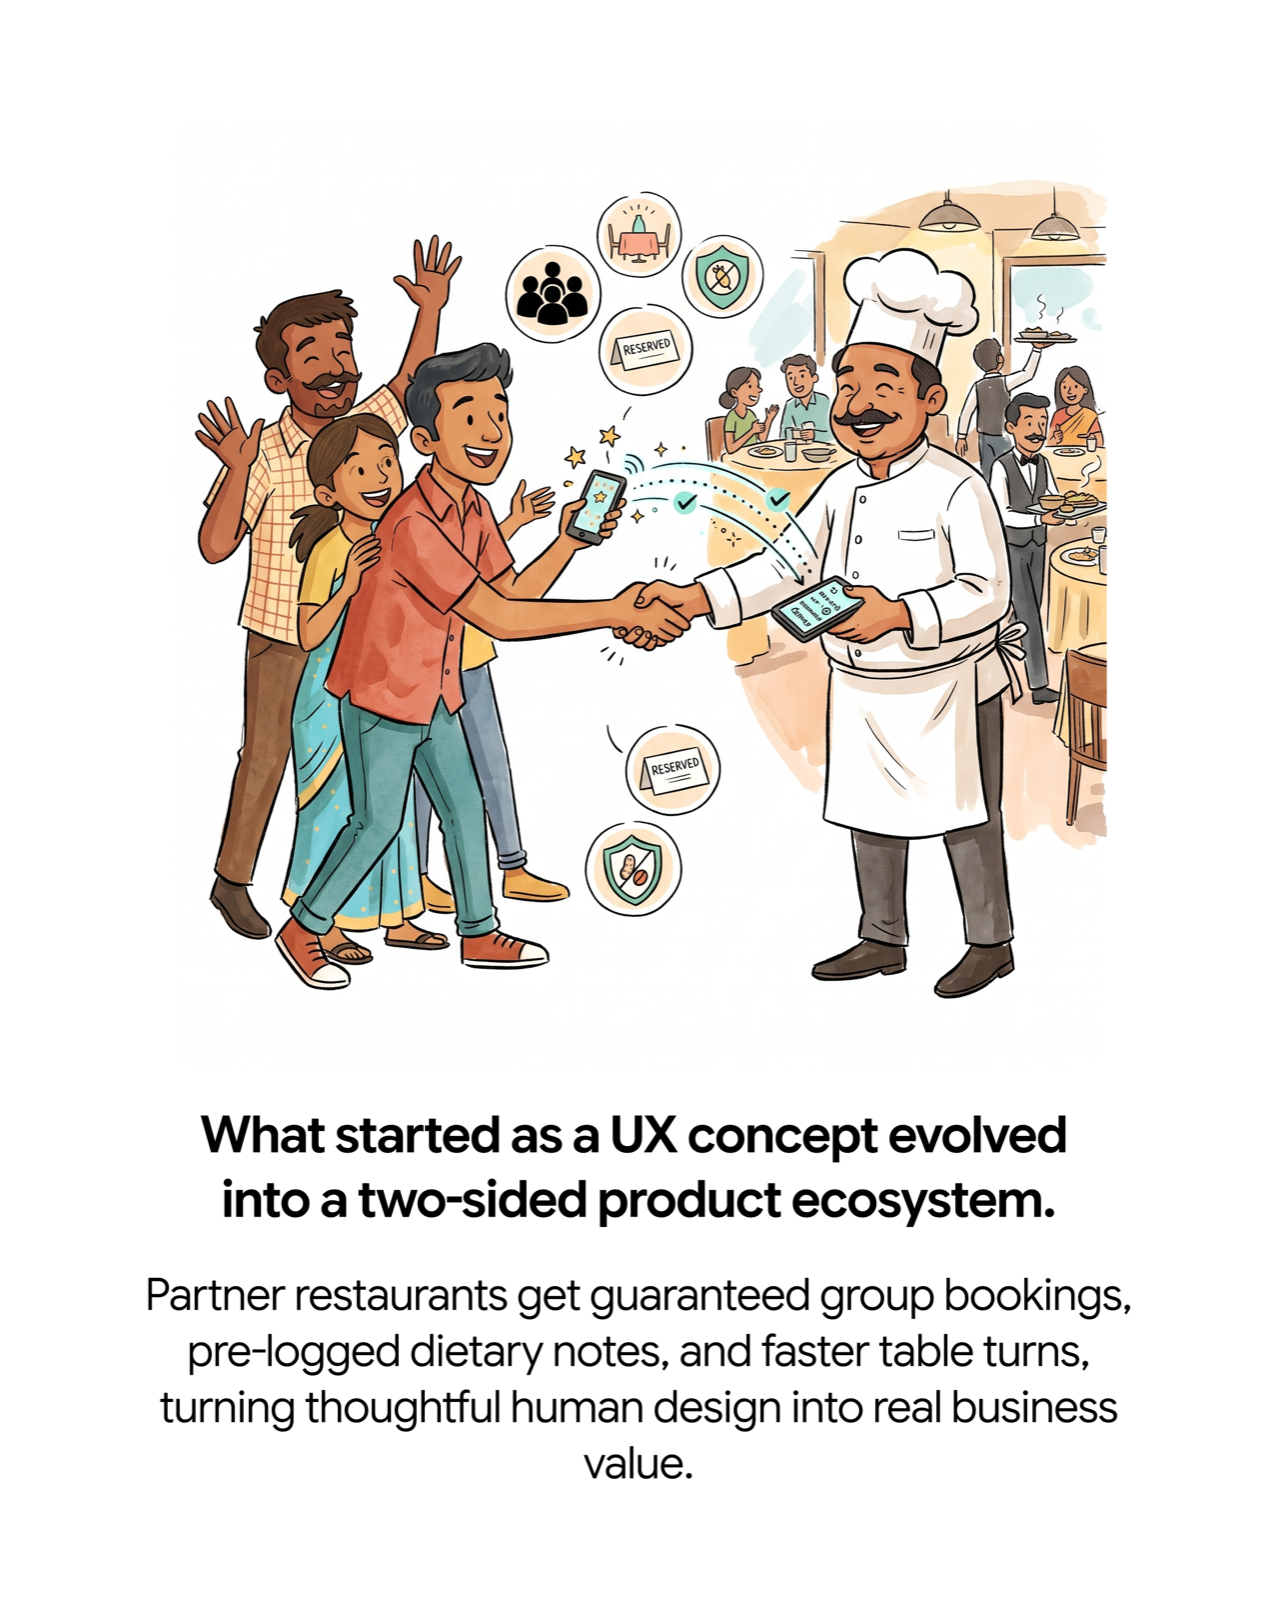 RESERVED
RESERVED
What started as a UX concept evolved
into a two-sided product ecosystem.
Partner restaurants get guaranteed group bookings,
pre-logged dietary notes, and faster table turns,
turning thoughtful human design into real business
value.